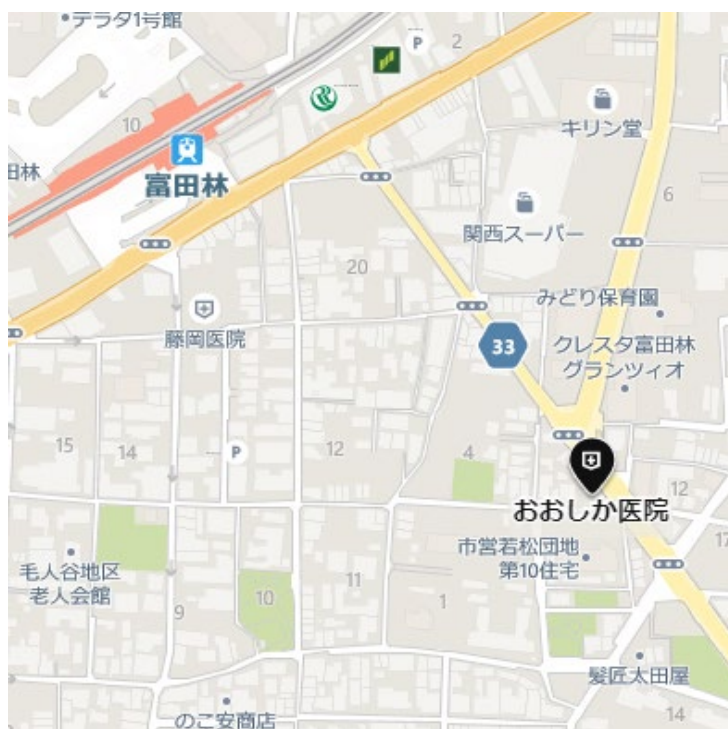 テラタ1号館
P
2
10
キリン堂
田林
富田林
6
関西スーパー
20
みどり保育園
藤岡医院
33
クレスタ富田林
グランツィオ
15
14
P
12
4
12
おおしか医院
市営若松団地
第10住宅
17
毛人谷地区
老人会館
11
10
1
9
髪匠太田屋
のこ安商店
14